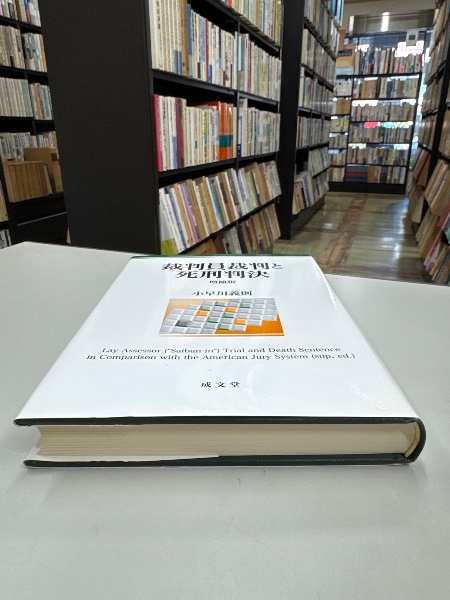 裁判員裁判と
死刑判決
増補版
小早川義則
Lay Assessor ("Saiban-in") Trial and Death Sentence
in Comparison with the American Jury System (sup. ed.)
成文堂